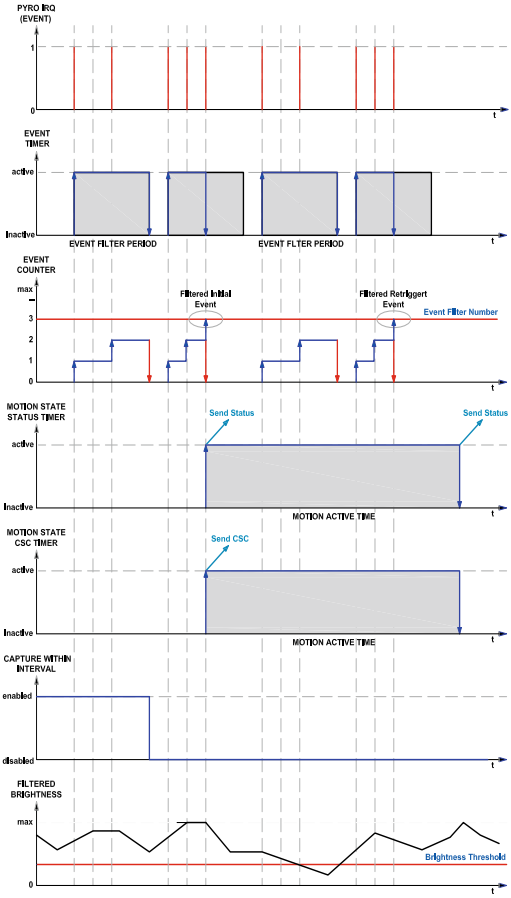 PYRO IRQ
(EVENT)
1
t
EVENT
TIMER
active
Inactive
EVENT FILTER PERIOD
EVENT FLTER PERIOD
t
EVENT
COUNTER
max
Filtered Initial
Event
Filtered Retriggert
Event
3
Event Filter Number
2
1
0
t
MOTION STATE
STATUS TIMER
Send Status
Send Status
active
Inactive
MOTION ACTIVE TIME
t
MOTION STATE
CSC TIMER
Send CSC
active
Inactive
MOTION ACTIVE TIME
t
CAPTURE WITHIN
INTERVAL
enabled
disabled
t
FILTERED
BRIGHTNESS
max
Brightness Threshold
0
t